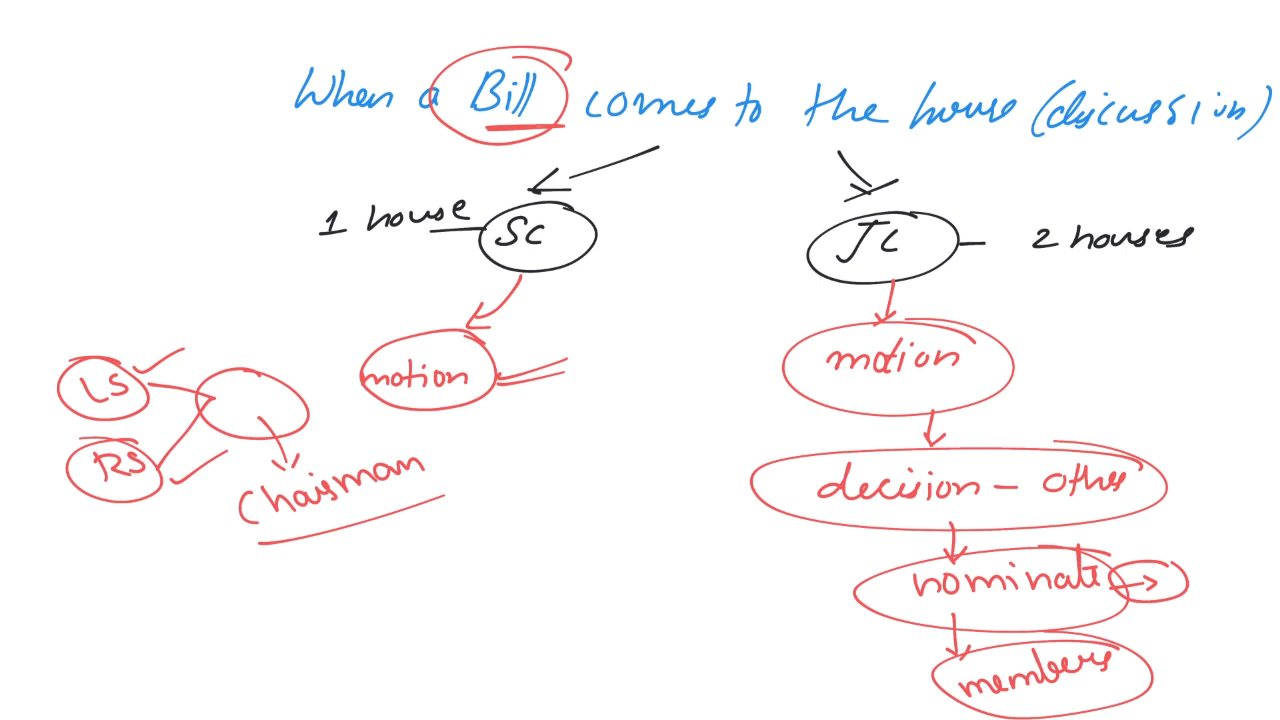 When a Bill comes to the house (discussion)
1 house SC
JC - 2 houses
motion
motion
LS
RS
Chairman
decision - other
nominate →
members